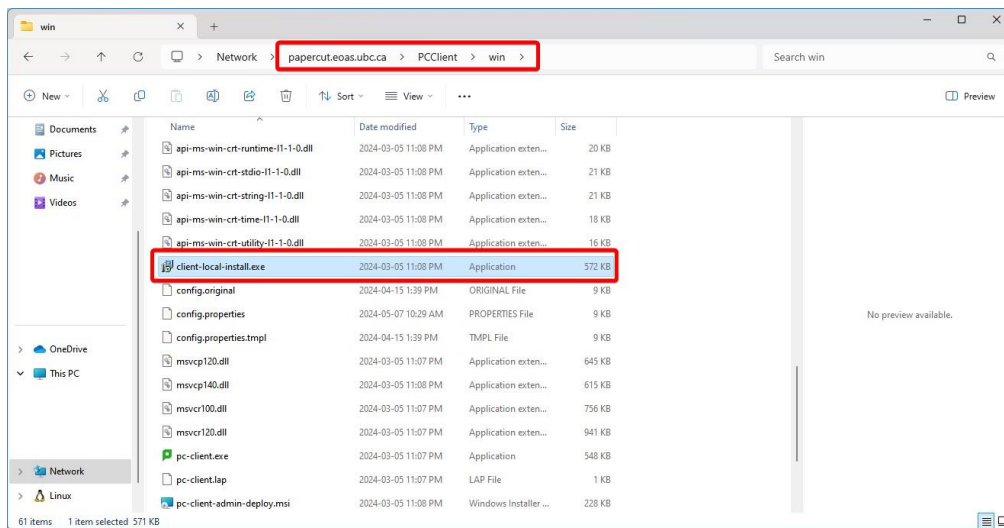 win
Network > papercut.eoas.ubc.ca > PCClient > win >
Search win
New Sort View ... Preview
Documents
Pictures
Music
Videos
OneDrive
This PC
Network
Linux
Name Date modified Type Size
api-ms-win-crt-runtime-l1-1-0.dll 2024-03-05 11:08 PM Application exten... 20 KB
api-ms-win-crt-stdio-l1-1-0.dll 2024-03-05 11:08 PM Application exten... 21 KB
api-ms-win-crt-string-l1-1-0.dll 2024-03-05 11:08 PM Application exten... 21 KB
api-ms-win-crt-time-l1-1-0.dll 2024-03-05 11:08 PM Application exten... 18 KB
api-ms-win-crt-utility-l1-1-0.dll 2024-03-05 11:08 PM Application exten... 16 KB
client-local-install.exe 2024-03-05 11:08 PM Application 572 KB
config.original 2024-04-15 1:39 PM ORIGINAL File 9 KB
config.properties 2024-05-07 10:29 AM PROPERTIES File 9 KB
config.properties.tmpl 2024-04-15 1:39 PM TMPL File 9 KB
msvcp120.dll 2024-03-05 11:07 PM Application exten... 645 KB
msvcp140.dll 2024-03-05 11:08 PM Application exten... 615 KB
msvcr100.dll 2024-03-05 11:07 PM Application exten... 756 KB
msvcr120.dll 2024-03-05 11:07 PM Application exten... 941 KB
pc-client.exe 2024-03-05 11:07 PM Application 548 KB
pc-client.lap 2024-03-05 11:07 PM LAP File 1 KB
pc-client-admin-deploy.msi 2024-03-05 11:08 PM Windows Installer ... 228 KB
No preview available.
61 items 1 item selected 571 KB